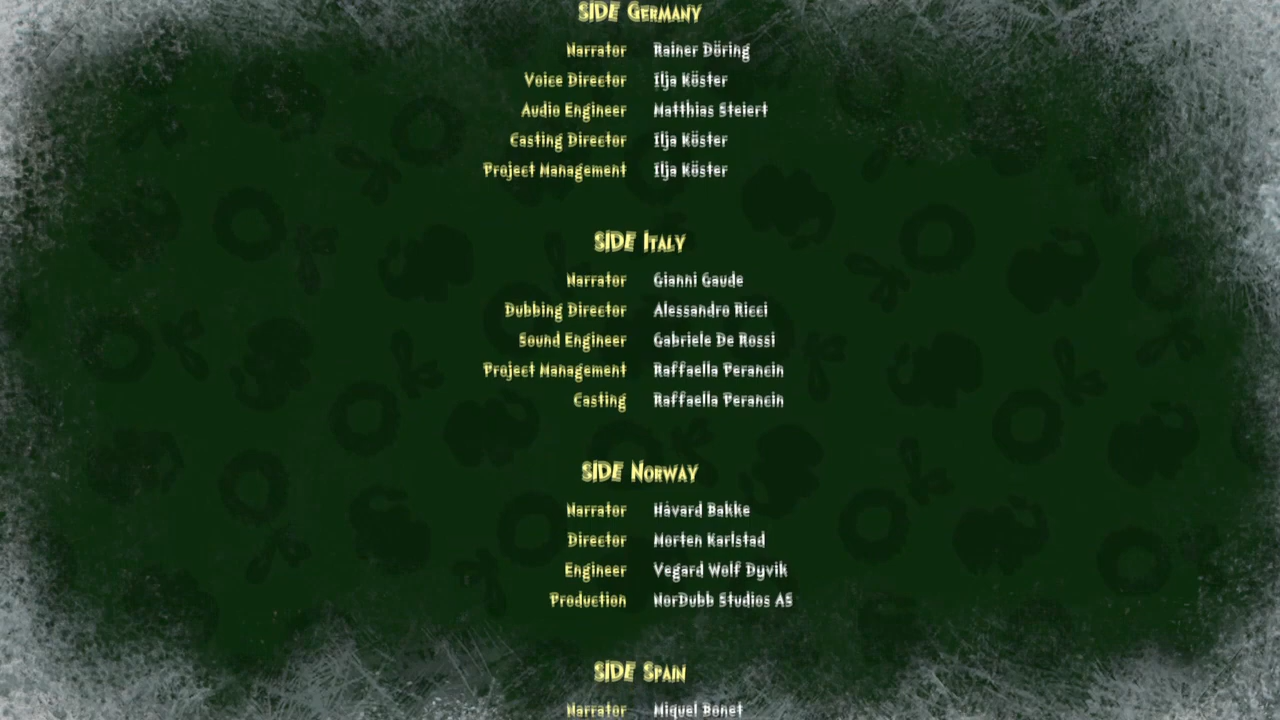 SIDE Germany
Narrator Rainer Döring
Voice Director Ilja Köster
Audio Engineer Matthias Steiert
Casting Director Ilja Köster
Project Management Ilja Köster
SIDE Italy
Narrator Gianni Gaude
Dubbing Director Alessandro Ricci
Sound Engineer Gabriele De Rossi
Project Management Raffaella Perancin
Casting Raffaella Perancin
SIDE Norway
Narrator Håvard Bakke
Director Morten Karlstad
Engineer Vegard Wolf Dyvik
Production NorDubb Studios AS
SIDE Spain
Narrator Miquel Bonet